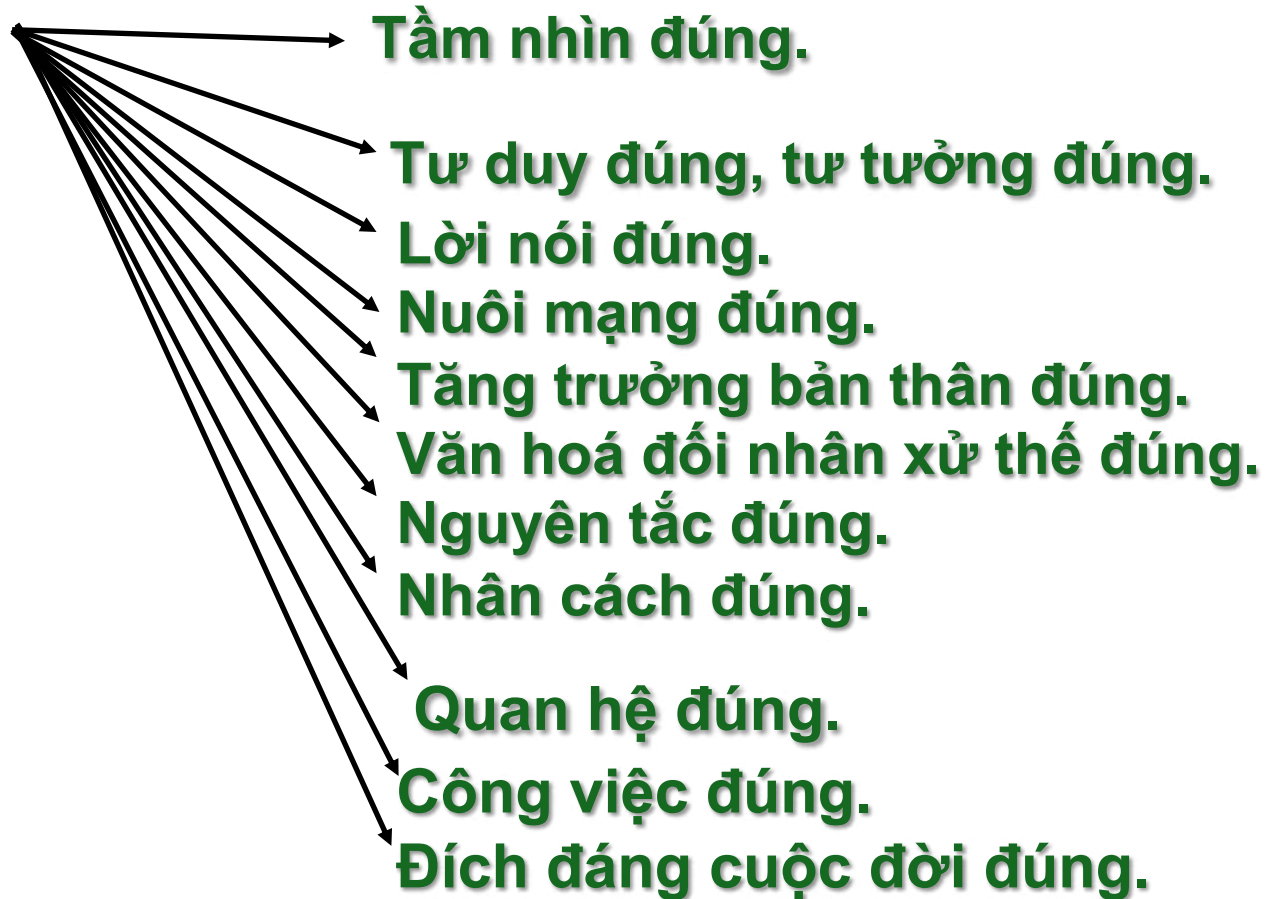 Tầm nhìn đúng.
Tư duy đúng, tư tưởng đúng.
Lời nói đúng.
Nuôi mạng đúng.
Tăng trưởng bản thân đúng.
Văn hoá đối nhân xử thế đúng.
Nguyên tắc đúng.
Nhân cách đúng.
Quan hệ đúng.
Công việc đúng.
Đích đáng cuộc đời đúng.